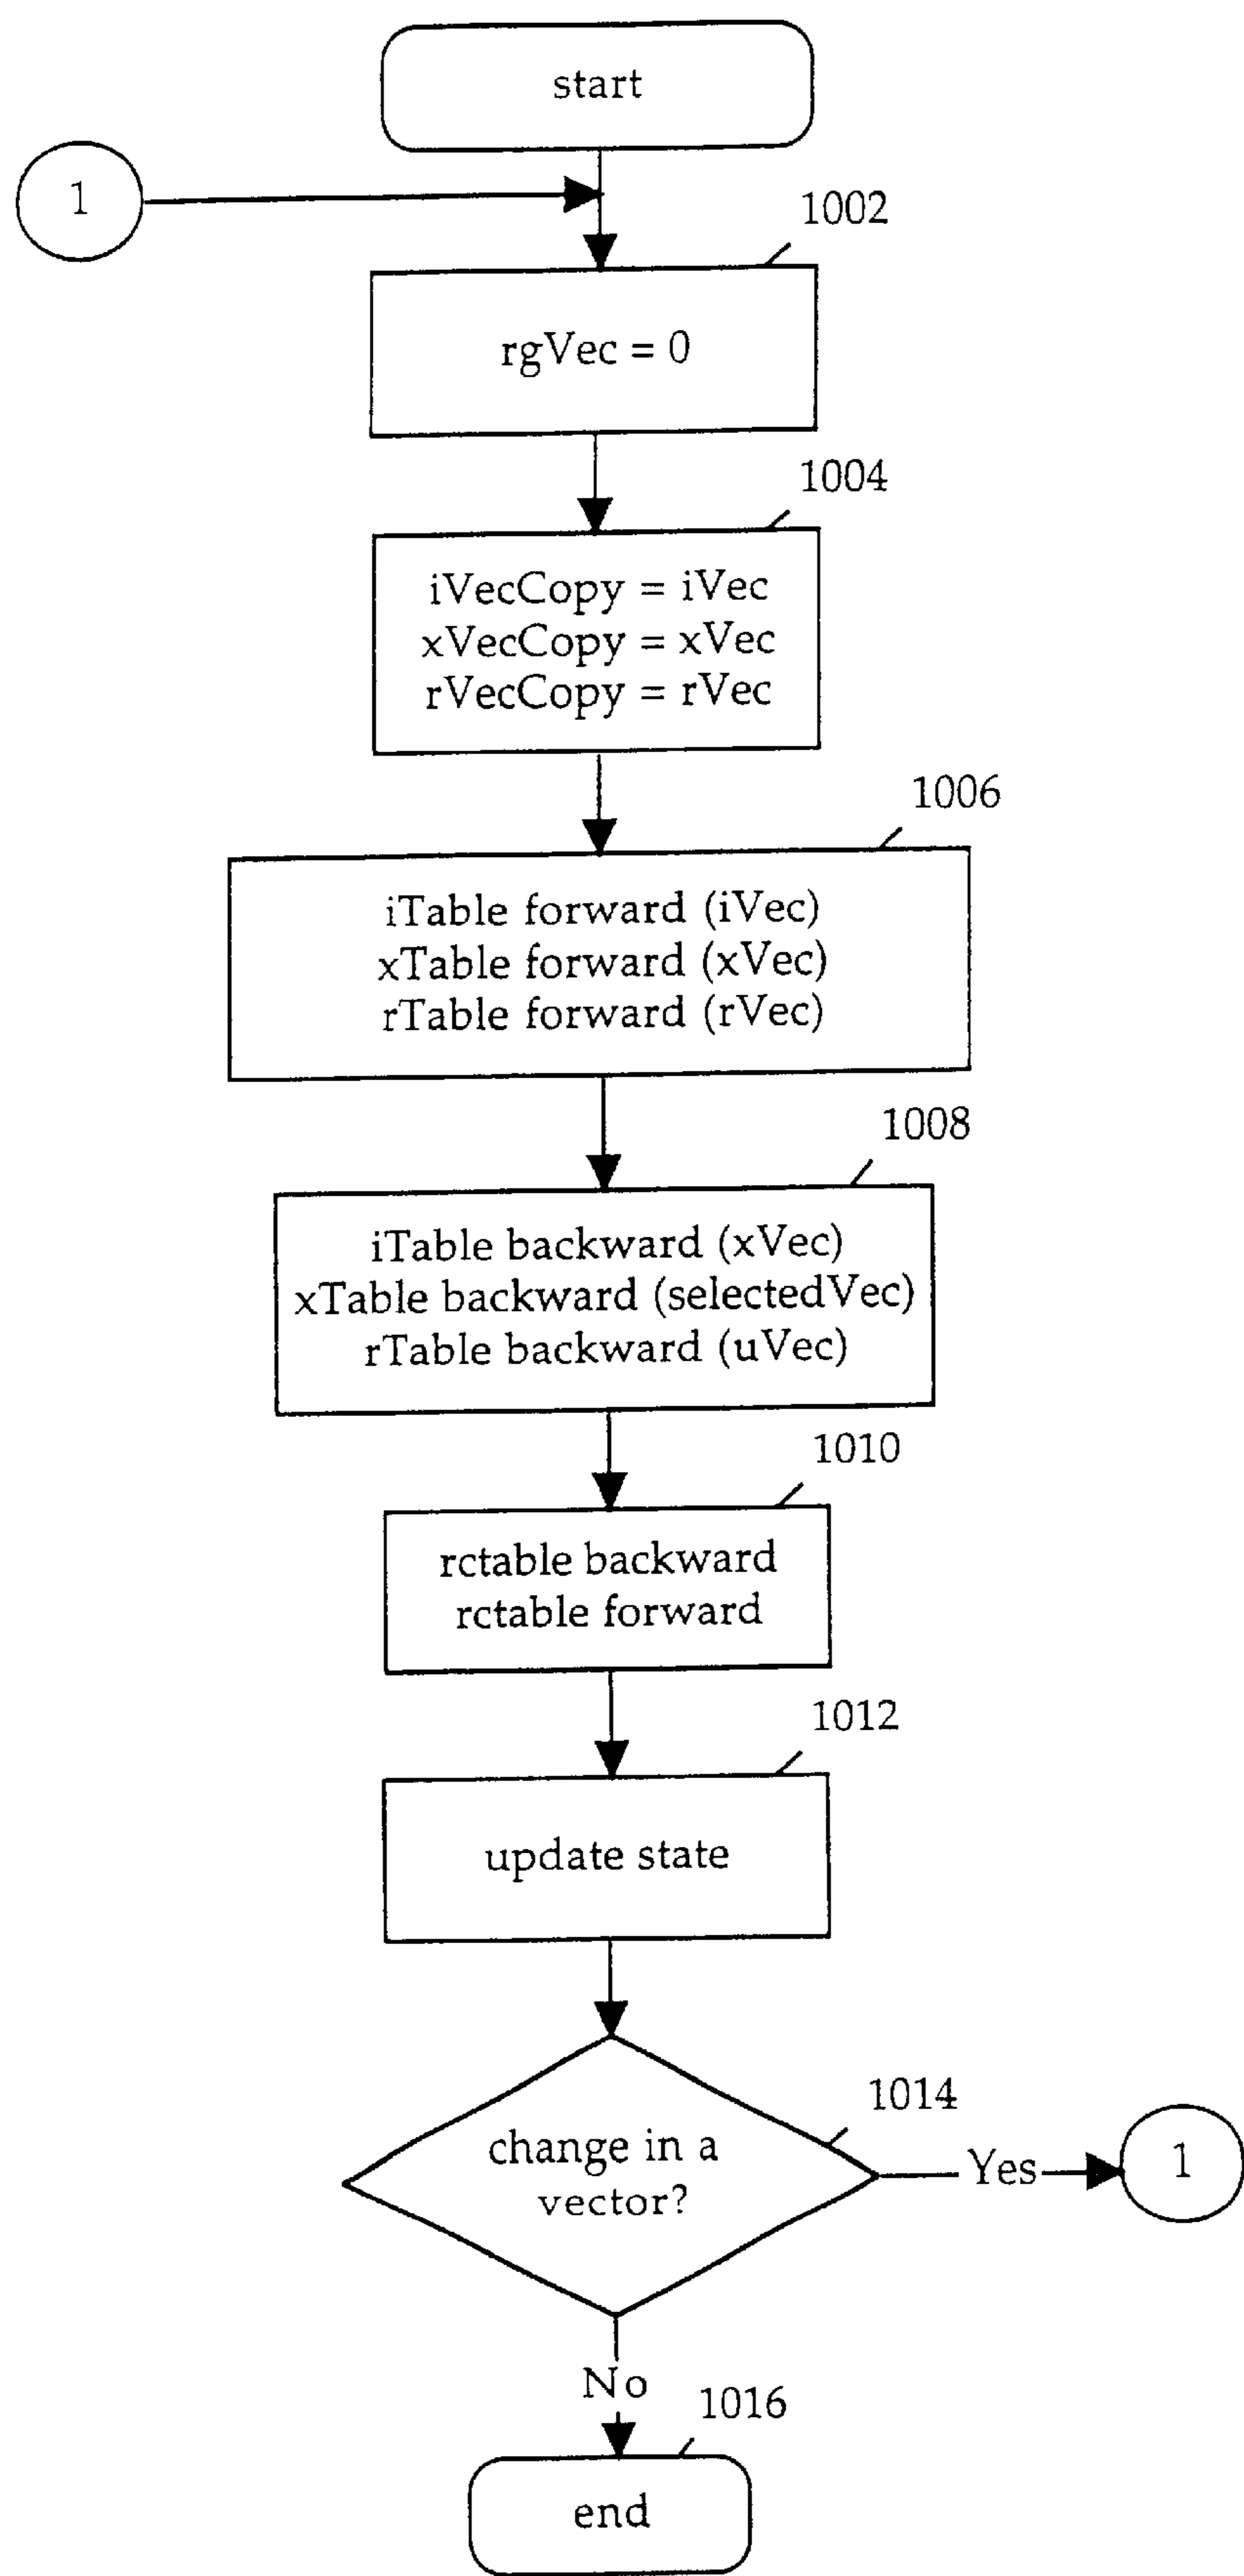 start
1
1002
rgVec = 0
1004
iVecCopy = iVec
xVecCopy = xVec
rVecCopy = rVec
1006
iTable forward (iVec)
xTable forward (xVec)
rTable forward (rVec)
1008
iTable backward (xVec)
xTable backward (selectedVec)
rTable backward (uVec)
1010
rctable backward
rctable forward
1012
update state
1014
change in a
vector?
Yes
1
No
1016
end